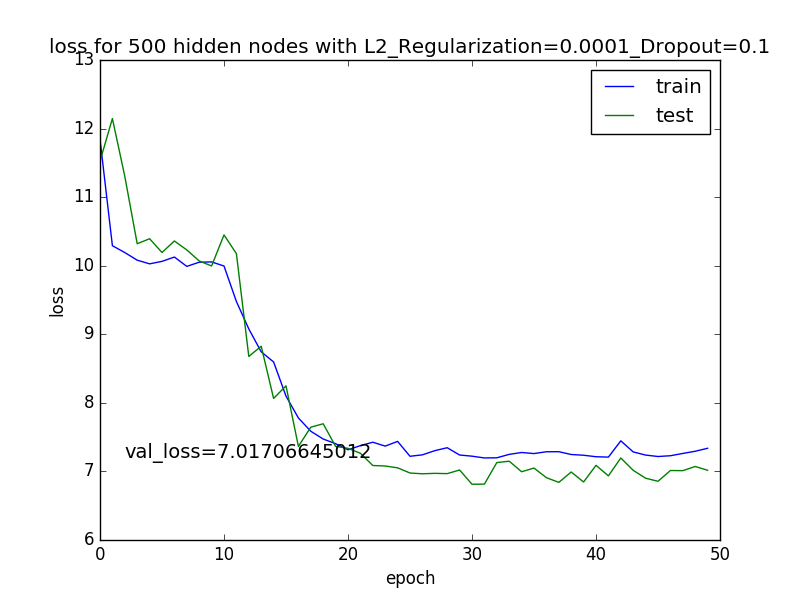 loss for 500 hidden nodes with L2_Regularization=0.0001_Dropout=0.1
13
12
11
10
9
8
7
6
loss
train
test
val_loss=7.01706645012
0 10 20 30 40 50
epoch